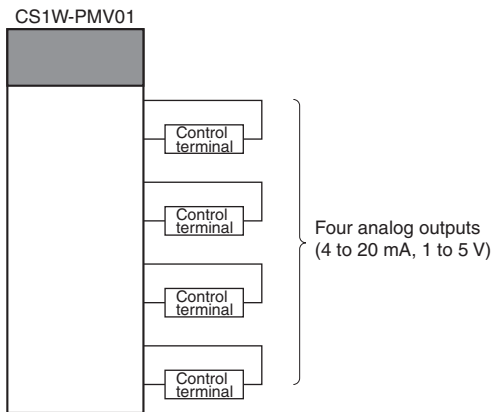 CS1W-PMV01
Control
terminal
Control
terminal
Control
terminal
Control
terminal
Four analog outputs
(4 to 20 mA, 1 to 5 V)